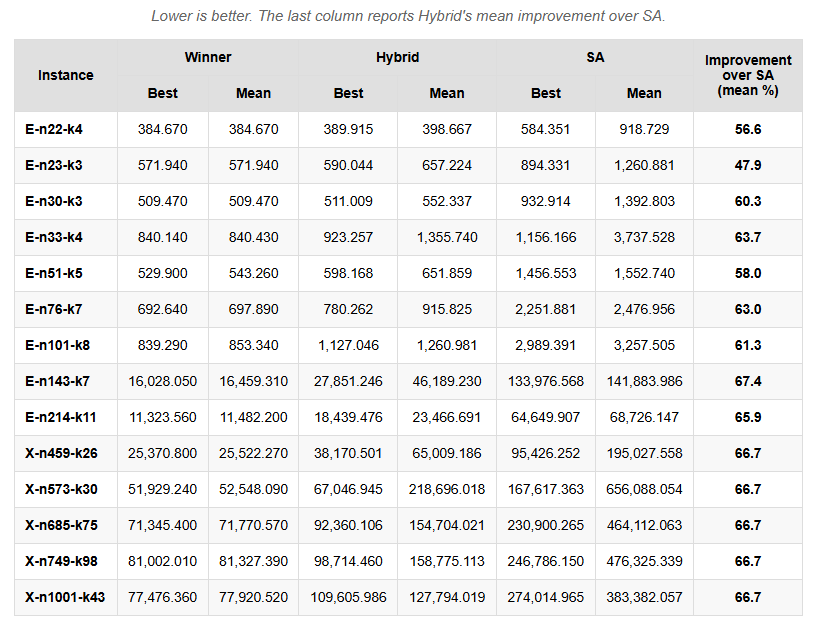 Lower is better. The last column reports Hybrid's mean improvement over SA.
Instance Winner Hybrid SA Improvement over SA (mean %)
Best Mean Best Mean Best Mean
E-n22-k4 384.670 384.670 389.915 398.667 584.351 918.729 56.6
E-n23-k3 571.940 571.940 590.044 657.224 894.331 1,260.881 47.9
E-n30-k3 509.470 509.470 511.009 552.337 932.914 1,392.803 60.3
E-n33-k4 840.140 840.430 923.257 1,355.740 1,156.166 3,737.528 63.7
E-n51-k5 529.900 543.260 598.168 651.859 1,456.553 1,552.740 58.0
E-n76-k7 692.640 697.890 780.262 915.825 2,251.881 2,476.956 63.0
E-n101-k8 839.290 853.340 1,127.046 1,260.981 2,989.391 3,257.505 61.3
E-n143-k7 16,028.050 16,459.310 27,851.246 46,189.230 133,976.568 141,883.986 67.4
E-n214-k11 11,323.560 11,482.200 18,439.476 23,466.691 64,649.907 68,726.147 65.9
X-n459-k26 25,370.800 25,522.270 38,170.501 65,009.186 95,426.252 195,027.558 66.7
X-n573-k30 51,929.240 52,548.090 67,046.945 218,696.018 167,617.363 656,088.054 66.7
X-n685-k75 71,345.400 71,770.570 92,360.106 154,704.021 230,900.265 464,112.063 66.7
X-n749-k98 81,002.010 81,327.390 98,714.460 158,775.113 246,786.150 476,325.339 66.7
X-n1001-k43 77,476.360 77,920.520 109,605.986 127,794.019 274,014.965 383,382.057 66.7